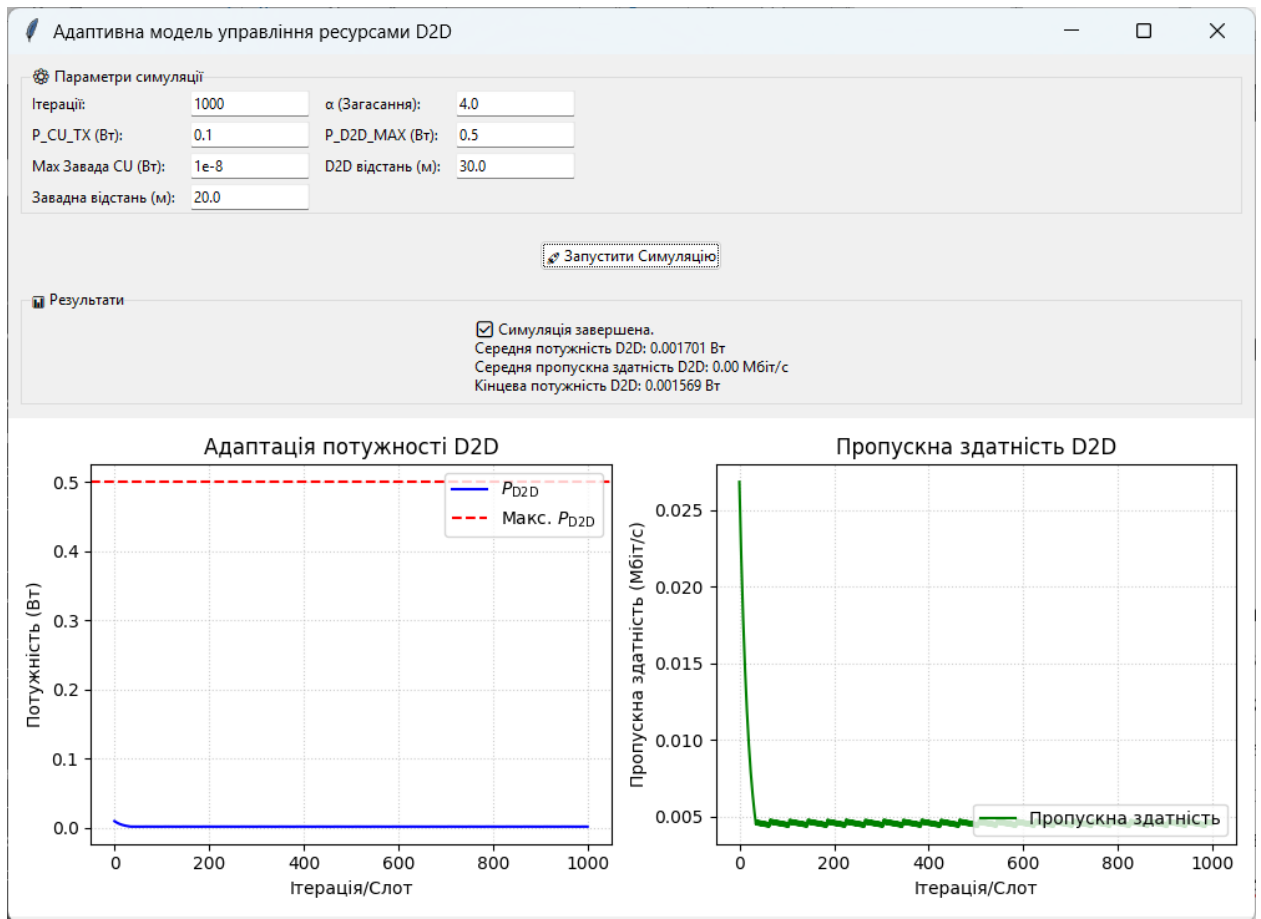 Адаптивна модель управління ресурсами D2D
Параметри симуляції
Ітерації: 1000 α (Загасання): 4.0
P_CU_TX (Вт): 0.1 P_D2D_MAX (Вт): 0.5
Max Завада CU (Вт): 1e-8 D2D відстань (м): 30.0
Завадна відстань (м): 20.0
Запустити Симуляцію
Результати
Симуляція завершена.
Середня потужність D2D: 0.001701 Вт
Середня пропускна здатність D2D: 0.00 Мбіт/с
Кінцева потужність D2D: 0.001569 Вт
Адаптація потужності D2D
P_D2D
Макс. P_D2D
Потужність (Вт)
0.5
0.4
0.3
0.2
0.1
0.0
0 200 400 600 800 1000
Ітерація/Слот
Пропускна здатність D2D
Пропускна здатність (Мбіт/с)
0.025
0.020
0.015
0.010
0.005
Пропускна здатність
0 200 400 600 800 1000
Ітерація/Слот